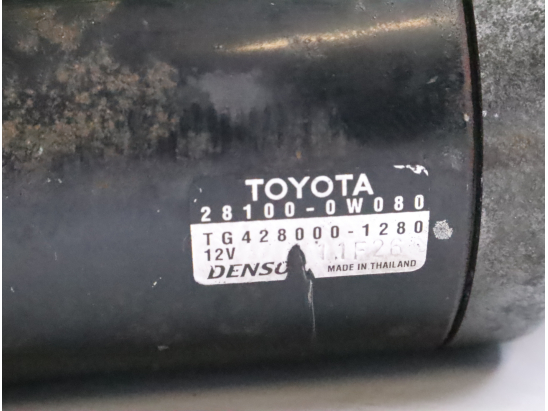 TOYOTA
28100-0W080
TG428000-1280
12V
DENSO
MADE IN THAILAND